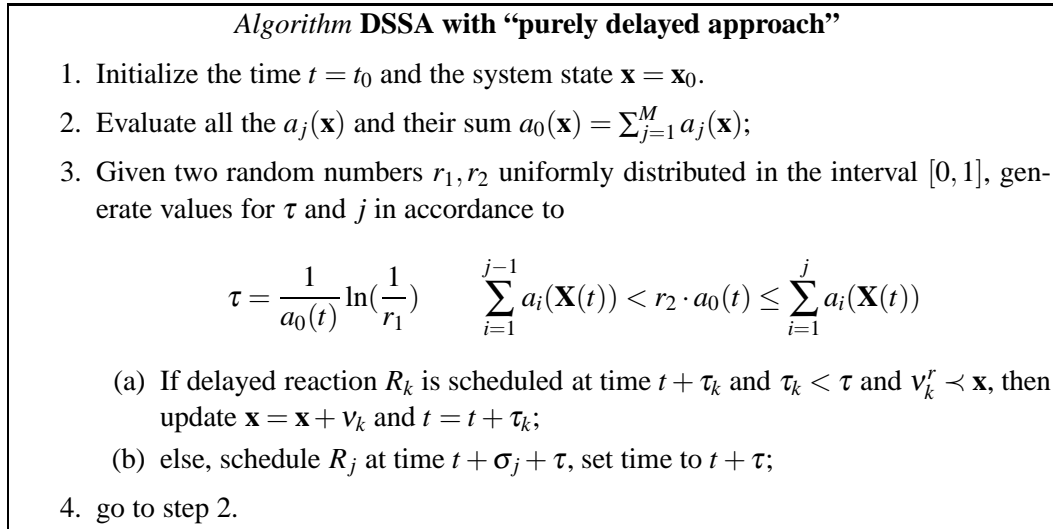 Algorithm DSSA with “purely delayed approach”
1. Initialize the time t = t₀ and the system state x = x₀.
2. Evaluate all the aⱼ(x) and their sum a₀(x) = ∑ᴹⱼ₌₁ aⱼ(x);
3. Given two random numbers r₁, r₂ uniformly distributed in the interval [0, 1], gen-
erate values for τ and j in accordance to
τ = 1/a₀(t) ln(1/r₁) ∑_{i=1}^{j−1} aᵢ(X(t)) < r₂ · a₀(t) ≤ ∑_{i=1}^{j} aᵢ(X(t))
(a) If delayed reaction Rₖ is scheduled at time t + τₖ and τₖ < τ and νₖʳ ≺ x, then
update x = x + νₖ and t = t + τₖ;
(b) else, schedule Rⱼ at time t + σⱼ + τ, set time to t + τ;
4. go to step 2.